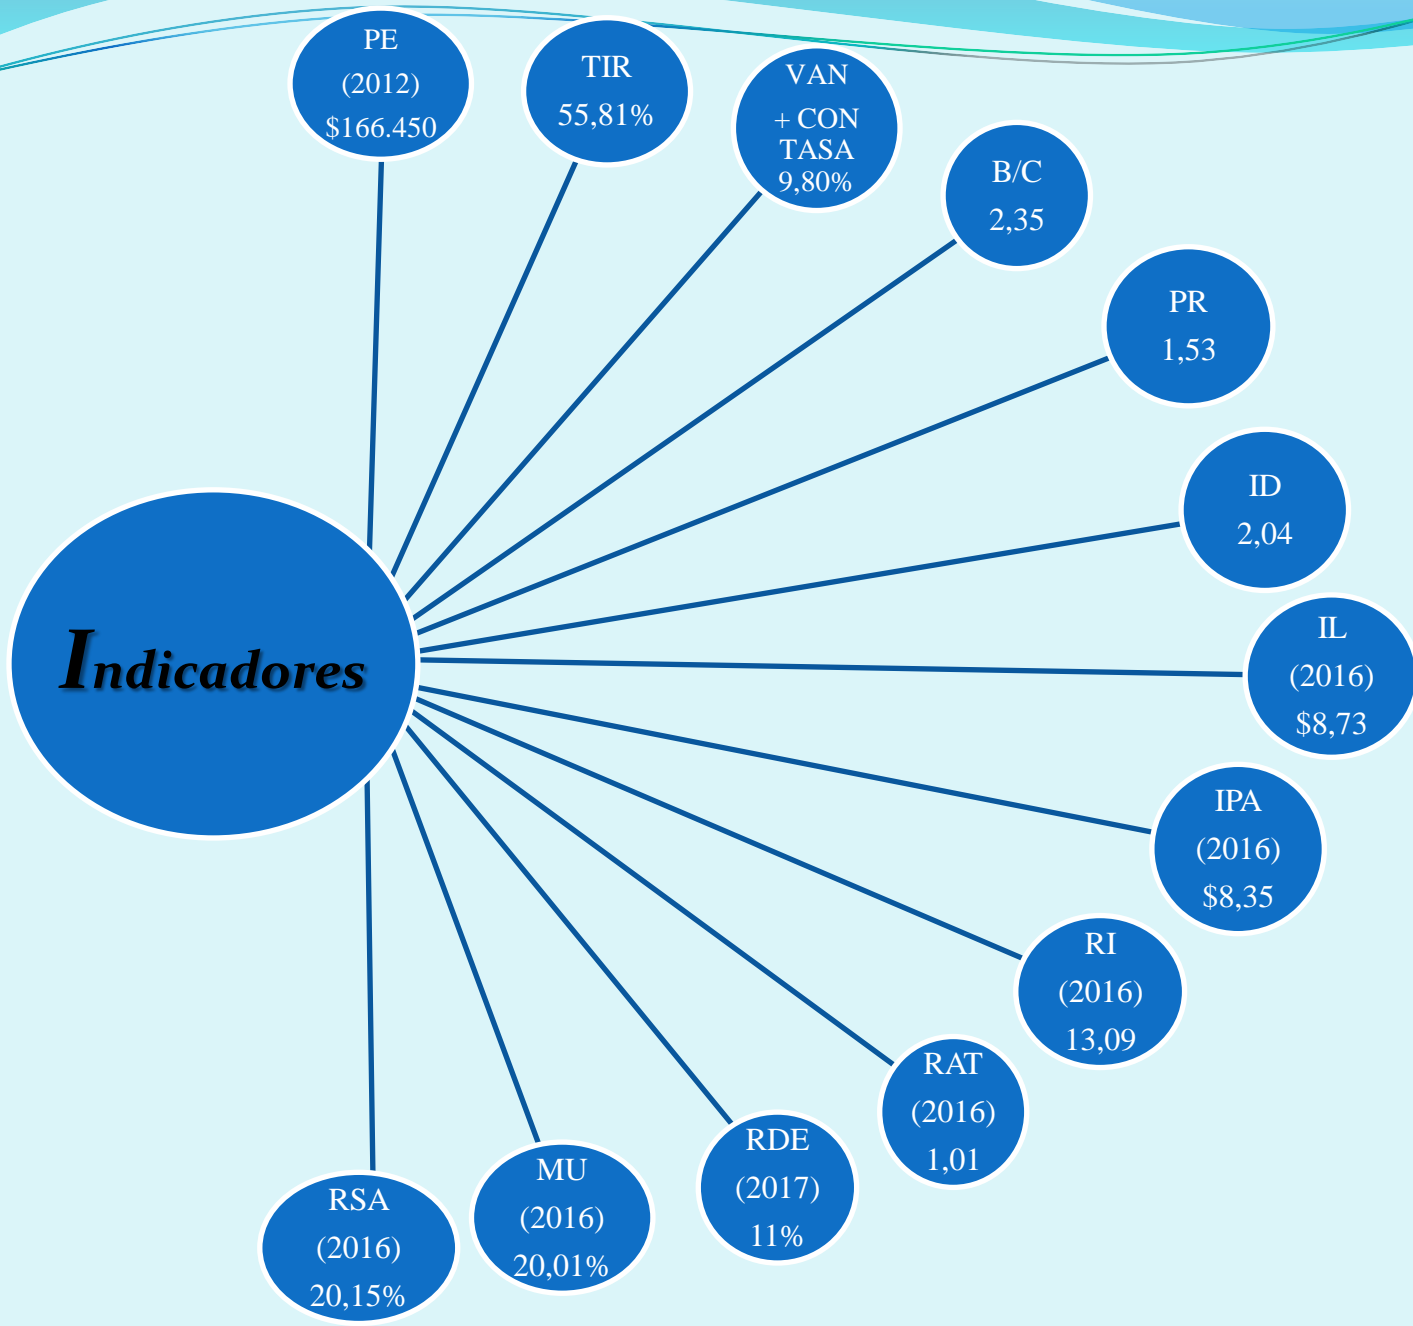 PE
(2012)
$166.450
TIR
55,81%
VAN
+ CON
TASA
9,80%
B/C
2,35
PR
1,53
ID
2,04
IL
(2016)
$8,73
IPA
(2016)
$8,35
RI
(2016)
13,09
RAT
(2016)
1,01
RDE
(2017)
11%
MU
(2016)
20,01%
RSA
(2016)
20,15%
Indicadores